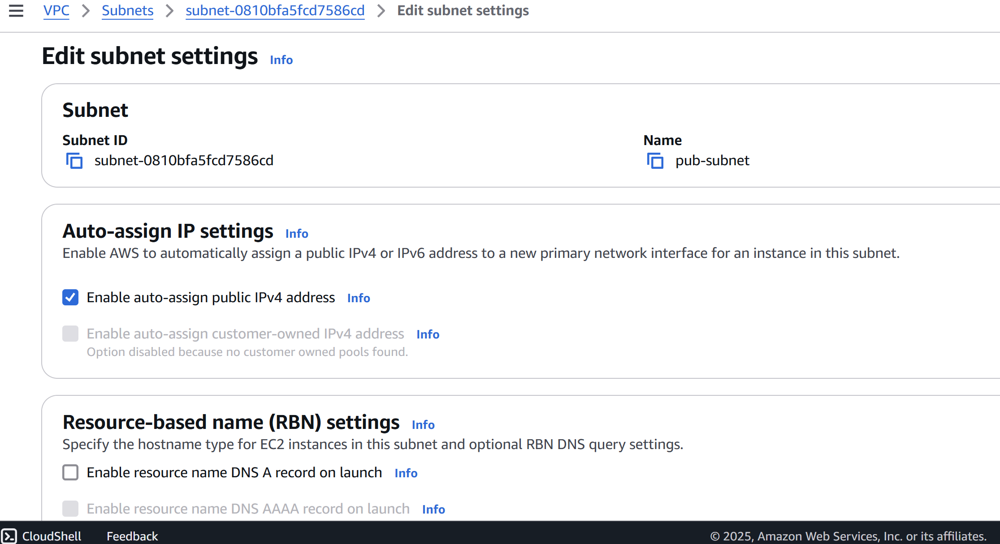 VPC > Subnets > subnet-0810bfa5fcd7586cd > Edit subnet settings
Edit subnet settings Info
Subnet
Subnet ID Name
subnet-0810bfa5fcd7586cd pub-subnet
Auto-assign IP settings Info
Enable AWS to automatically assign a public IPv4 or IPv6 address to a new primary network interface for an instance in this subnet.
Enable auto-assign public IPv4 address Info
Enable auto-assign customer-owned IPv4 address Info
Option disabled because no customer owned pools found.
Resource-based name (RBN) settings Info
Specify the hostname type for EC2 instances in this subnet and optional RBN DNS query settings.
Enable resource name DNS A record on launch Info
Enable resource name DNS AAAA record on launch Info
CloudShell Feedback © 2025, Amazon Web Services, Inc. or its affiliates.